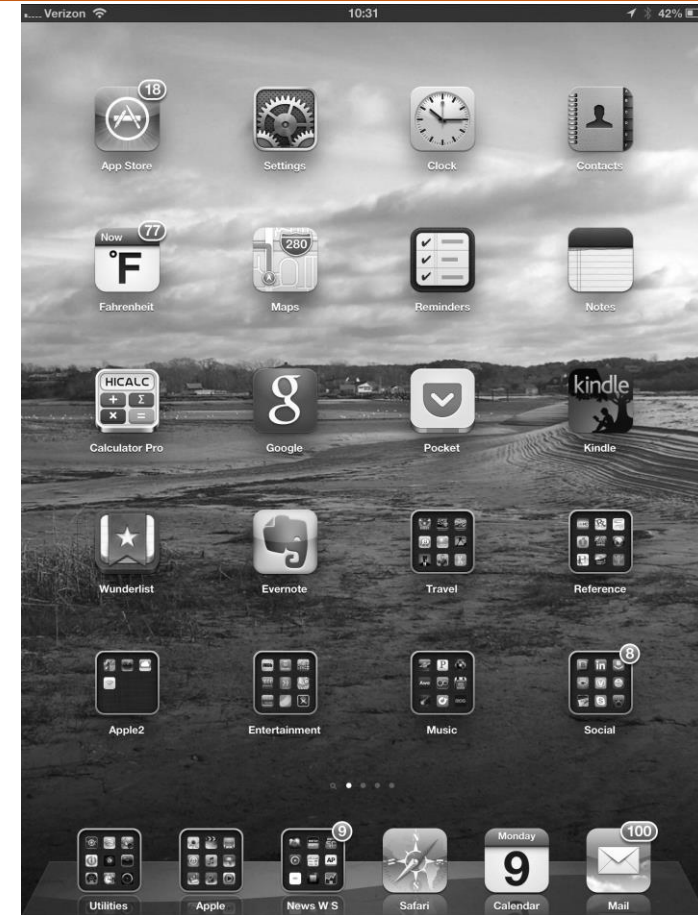 Verizon 10:31 42%
18
App Store Settings Clock Contacts
Now 77 280
°F
Fahrenheit Maps Reminders Notes
HICALC g kindle
+ Σ
× =
Calculator Pro Google Pocket Kindle
Wunderlist Evernote Travel Reference
8
in
P
Apple2 Entertainment Music Social
9 Monday 100
AP 9
Utilities Apple News W S Safari Calendar Mail